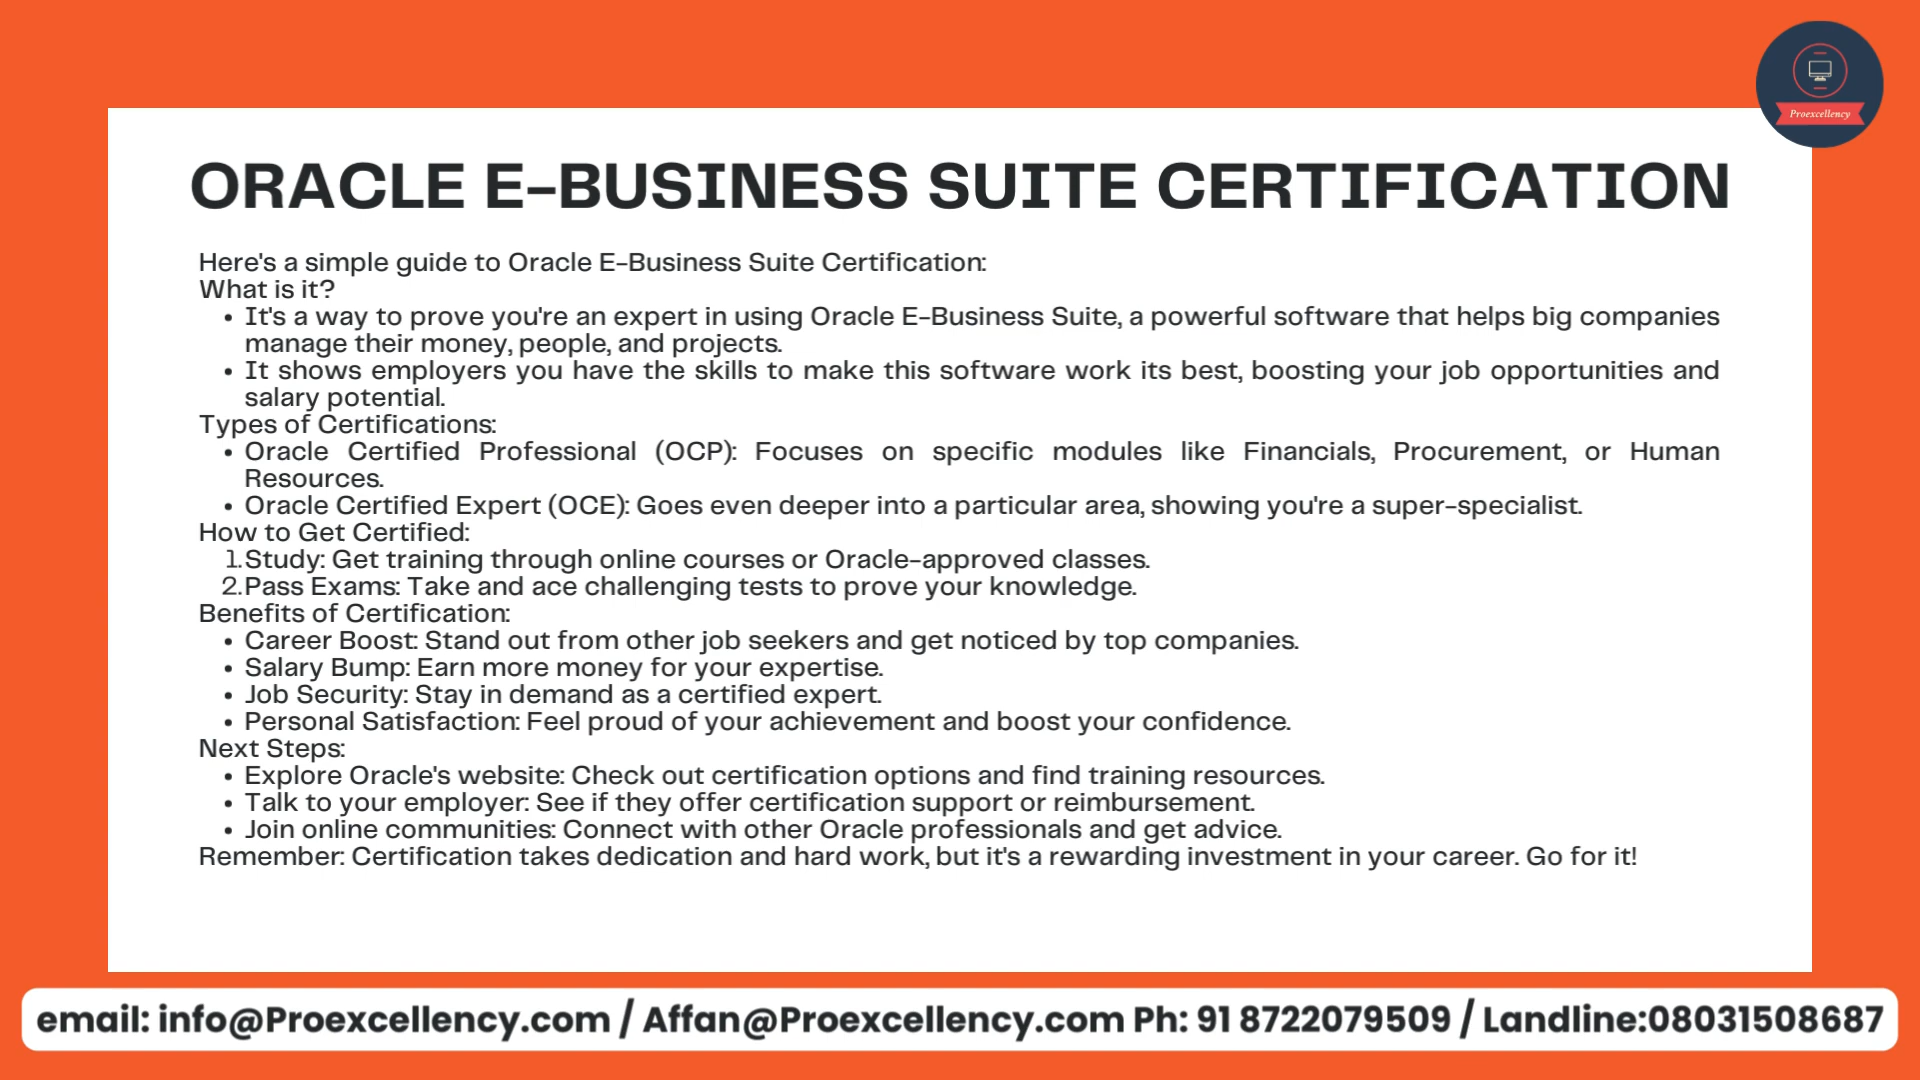 Proexcellency
ORACLE E-BUSINESS SUITE CERTIFICATION
Here's a simple guide to Oracle E-Business Suite Certification:
What is it?
• It's a way to prove you're an expert in using Oracle E-Business Suite, a powerful software that helps big companies
manage their money, people, and projects.
• It shows employers you have the skills to make this software work its best, boosting your job opportunities and
salary potential.
Types of Certifications:
• Oracle Certified Professional (OCP): Focuses on specific modules like Financials, Procurement, or Human
Resources.
• Oracle Certified Expert (OCE): Goes even deeper into a particular area, showing you're a super-specialist.
How to Get Certified:
1. Study: Get training through online courses or Oracle-approved classes.
2. Pass Exams: Take and ace challenging tests to prove your knowledge.
Benefits of Certification:
• Career Boost: Stand out from other job seekers and get noticed by top companies.
• Salary Bump: Earn more money for your expertise.
• Job Security: Stay in demand as a certified expert.
• Personal Satisfaction: Feel proud of your achievement and boost your confidence.
Next Steps:
• Explore Oracle's website: Check out certification options and find training resources.
• Talk to your employer: See if they offer certification support or reimbursement.
• Join online communities: Connect with other Oracle professionals and get advice.
Remember: Certification takes dedication and hard work, but it's a rewarding investment in your career. Go for it!
email: info@Proexcellency.com / Affan@Proexcellency.com Ph: 91 8722079509 / Landline:08031508687